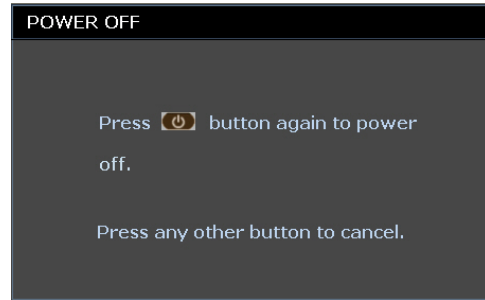 POWER OFF
Press button again to power
off.
Press any other button to cancel.